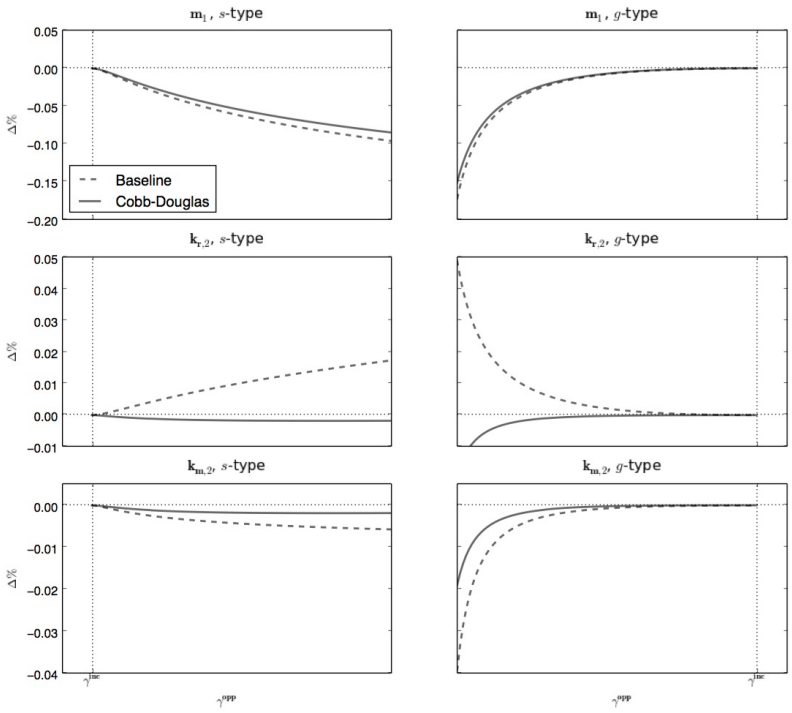 m₁, s-type
m₁, g-type
0.05
0.00
−0.05
−0.10
−0.15
−0.20
Δ%
Baseline
Cobb-Douglas
kᵣ,₂, s-type
kᵣ,₂, g-type
0.05
0.04
0.03
0.02
0.01
0.00
−0.01
Δ%
kₘ,₂, s-type
kₘ,₂, g-type
0.00
−0.01
−0.02
−0.03
−0.04
Δ%
γⁱⁿᶜ
γᵒᵖᵖ
γⁱⁿᶜ
γᵒᵖᵖ